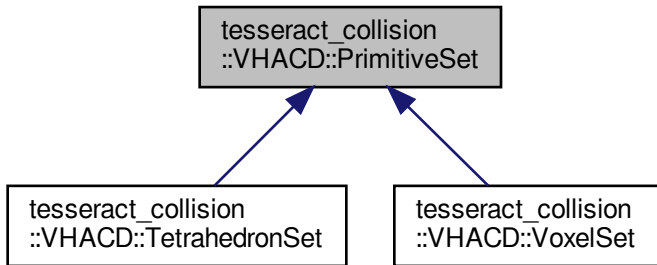 tesseract_collision
::VHACD::PrimitiveSet
tesseract_collision
::VHACD::TetrahedronSet
tesseract_collision
::VHACD::VoxelSet